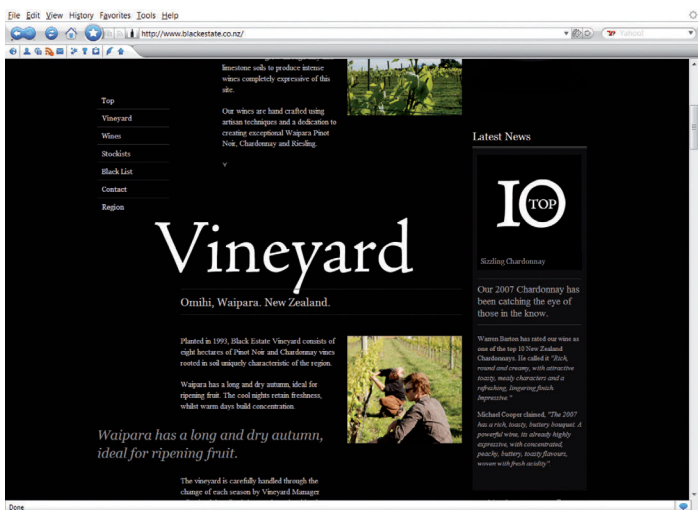 File Edit View History Favorites Tools Help
http://www.blackestate.co.nz/
Yahoo!
limestone soils to produce intense
wines completely expressive of this
site.
Our wines are hand crafted using
artisan techniques and a dedication to
creating exceptional Waipara Pinot
Noir, Chardonnay and Riesling.
Top
Vineyard
Wines
Stockists
Black List
Contact
Region
Vineyard
Omihi, Waipara. New Zealand.
Planted in 1993, Black Estate Vineyard consists of
eight hectares of Pinot Noir and Chardonnay vines
rooted in soil uniquely characteristic of the region.
Waipara has a long and dry autumn, ideal for
ripening fruit. The cool nights retain freshness,
whilst warm days build concentration.
Waipara has a long and dry autumn,
ideal for ripening fruit.
The vineyard is carefully handled through the
change of each season by Vineyard Manager
Latest News
10
TOP
Sizzling Chardonnay
Our 2007 Chardonnay has
been catching the eye of
those in the know.
Warren Barton has rated our wine as
one of the top 10 New Zealand
Chardonnays. He called it "Rich,
round and creamy, with attractive
toasty, mealy characters and a
refreshing, lingering finish.
Impressive."
Michael Cooper claimed, "The 2007
has a rich, toasty, buttery bouquet. A
powerful wine, its already highly
expressive, with concentrated,
peachy, buttery, toasty flavours,
woven with fresh acidity".
Done